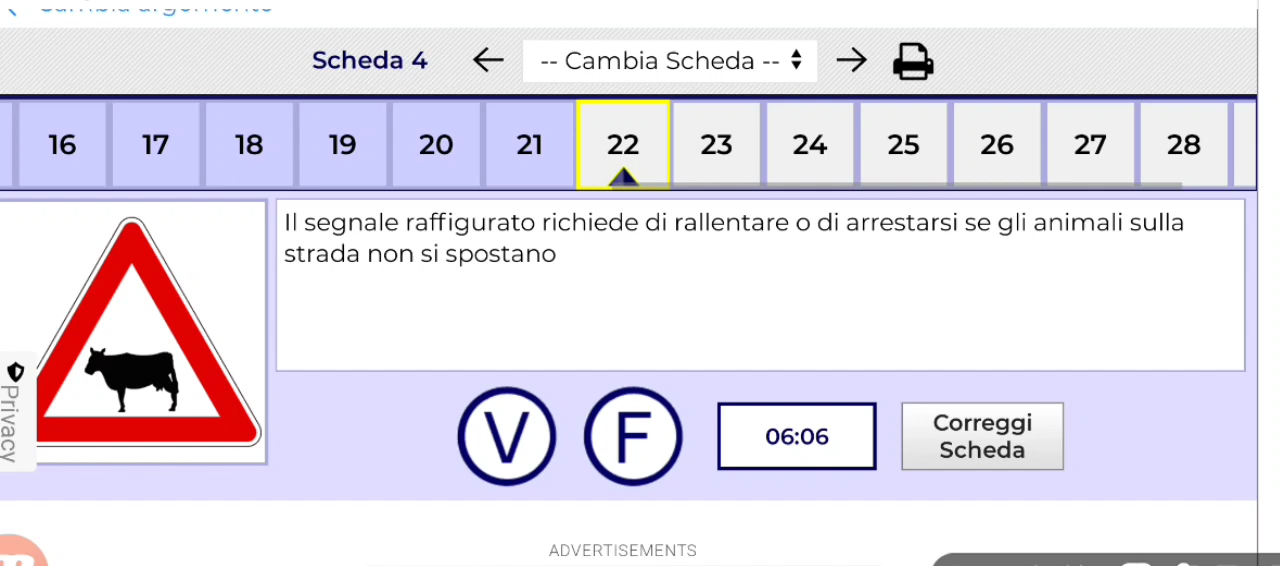 Scheda 4 -- Cambia Scheda --
16 17 18 19 20 21 22 23 24 25 26 27 28
Il segnale raffigurato richiede di rallentare o di arrestarsi se gli animali sulla
strada non si spostano
Privacy
V F 06:06 Correggi
Scheda
ADVERTISEMENTS